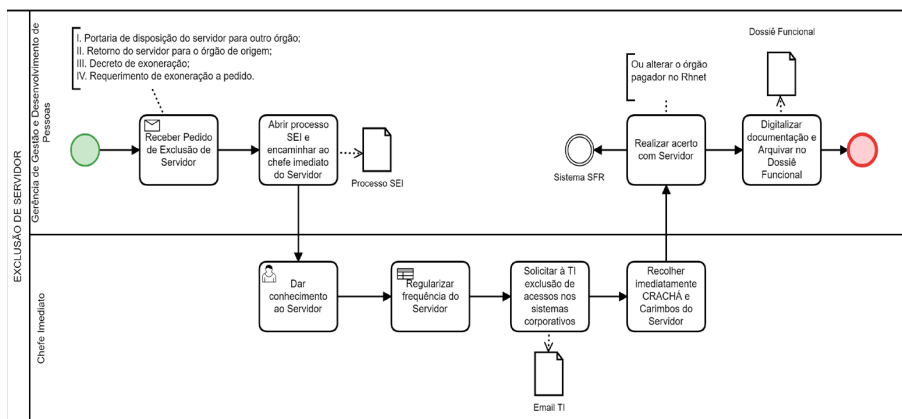 EXCLUSÃO DE SERVIDOR
Gerência de Gestão e Desenvolvimento de
Pessoas
I. Portaria de disposição do servidor para outro órgão;
II. Retorno do servidor para o órgão de origem;
III. Decreto de exoneração;
IV. Requerimento de exoneração a pedido.
Receber Pedido
de Exclusão de
Servidor
Abrir processo
SEI e
encaminhar ao
chefe imediato
do Servidor
Processo SEI
Sistema SFR
Ou alterar o órgão
pagador no Rhnet
Realizar acerto
com Servidor
Dossiê Funcional
Digitalizar
documentação e
Arquivar no
Dossiê
Funcional
Chefe Imediato
Dar
conhecimento
ao Servidor
Regularizar
frequência do
Servidor
Solicitar à TI
exclusão de
acessos nos
sistemas
corporativos
Email TI
Recolher
imediatamente
CRACHÁ e
Carimbos do
Servidor